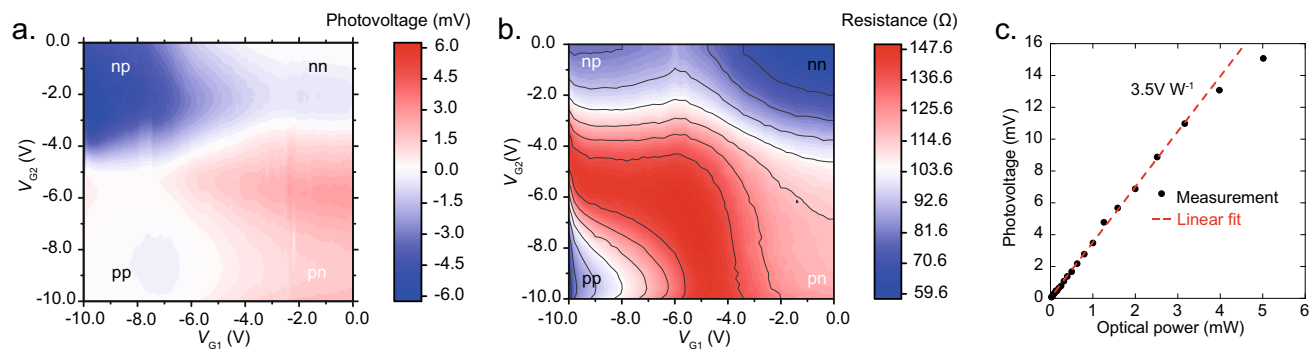 a.
Photovoltage (mV)
0.0
-2.0
-4.0
-6.0
-8.0
-10.0
V_G2 (V)
np
nn
pp
pn
-10.0 -8.0 -6.0 -4.0 -2.0 0.0
V_G1 (V)
6.0
4.5
3.0
1.5
0.0
-1.5
-3.0
-4.5
-6.0
b.
Resistance (Ω)
0.0
-2.0
-4.0
-6.0
-8.0
-10.0
V_G2(V)
np
nn
pp
pn
-10.0 -8.0 -6.0 -4.0 -2.0 0.0
V_G1 (V)
147.6
136.6
125.6
114.6
103.6
92.6
81.6
70.6
59.6
c.
16
14
12
10
8
6
4
2
0
Photovoltage (mV)
3.5V W⁻¹
Measurement
Linear fit
0 1 2 3 4 5 6
Optical power (mW)